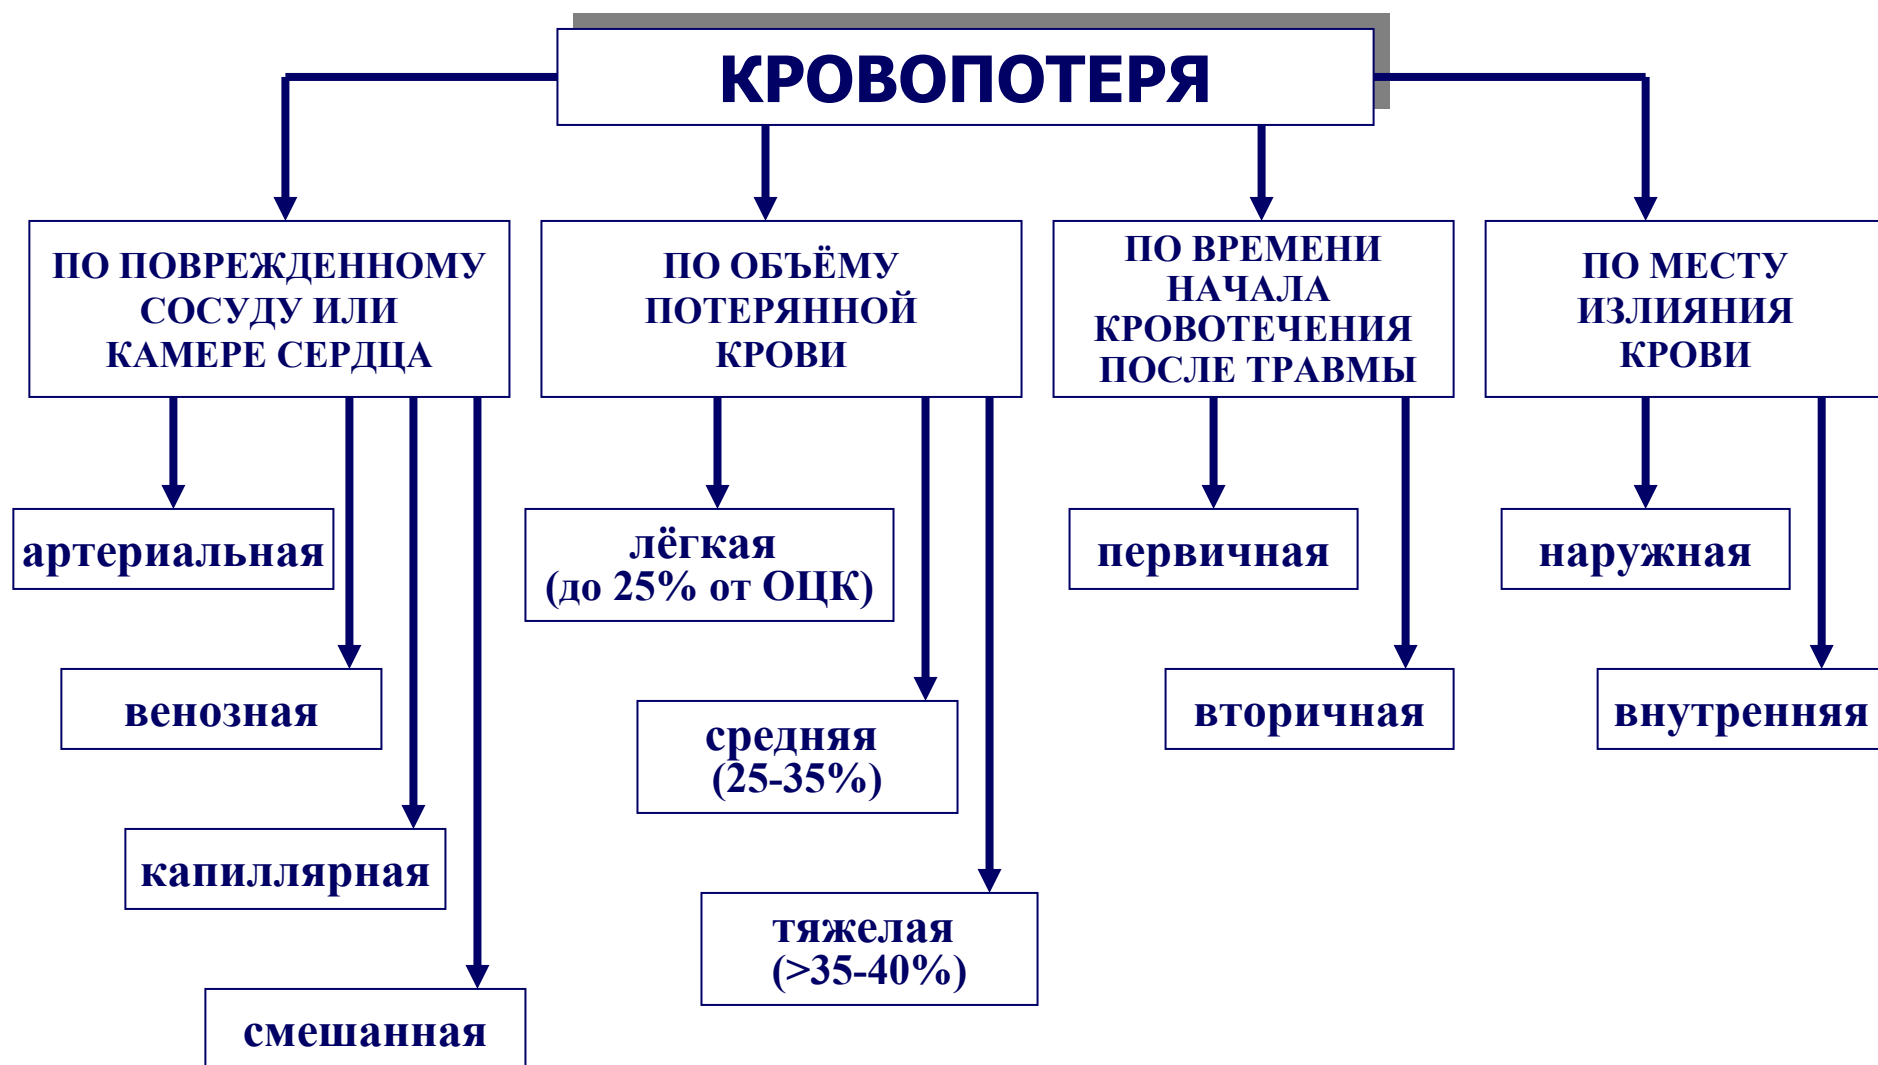 КРОВОПОТЕРЯ
ПО ПОВРЕЖДЕННОМУ
СОСУДУ ИЛИ
КАМЕРЕ СЕРДЦА
ПО ОБЪЁМУ
ПОТЕРЯННОЙ
КРОВИ
ПО ВРЕМЕНИ
НАЧАЛА
КРОВОТЕЧЕНИЯ
ПОСЛЕ ТРАВМЫ
ПО МЕСТУ
ИЗЛИЯНИЯ
КРОВИ
артериальная
венозная
капиллярная
смешанная
лёгкая
(до 25% от ОЦК)
средняя
(25-35%)
тяжелая
(>35-40%)
первичная
вторичная
наружная
внутренняя